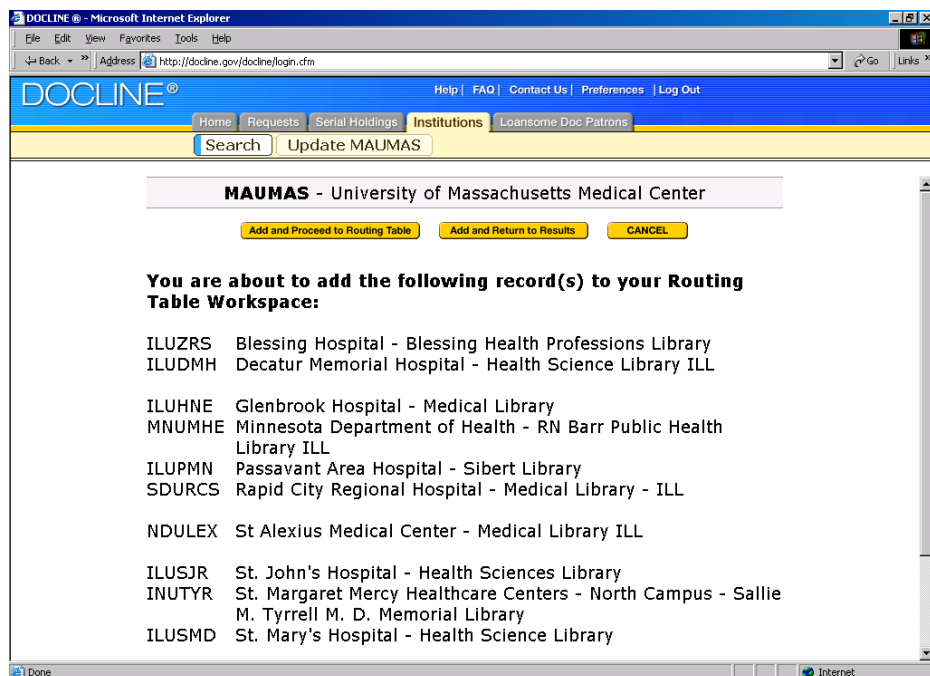 DOCLINE ® - Microsoft Internet Explorer
File Edit View Favorites Tools Help
Back » Address http://docline.gov/docline/login.cfm Go Links »
DOCLINE® Help | FAQ | Contact Us | Preferences | Log Out
Home Requests Serial Holdings Institutions Loansome Doc Patrons
Search Update MAUMAS
MAUMAS - University of Massachusetts Medical Center
Add and Proceed to Routing Table Add and Return to Results CANCEL
You are about to add the following record(s) to your Routing
Table Workspace:
ILUZRS Blessing Hospital - Blessing Health Professions Library
ILUDMH Decatur Memorial Hospital - Health Science Library ILL
ILUHNE Glenbrook Hospital - Medical Library
MNUMHE Minnesota Department of Health - RN Barr Public Health
Library ILL
ILUPMN Passavant Area Hospital - Sibert Library
SDURCS Rapid City Regional Hospital - Medical Library - ILL
NDULEX St Alexius Medical Center - Medical Library ILL
ILUSJR St. John's Hospital - Health Sciences Library
INUTYR St. Margaret Mercy Healthcare Centers - North Campus - Sallie
M. Tyrrell M. D. Memorial Library
ILUSMD St. Mary's Hospital - Health Science Library
Done Internet